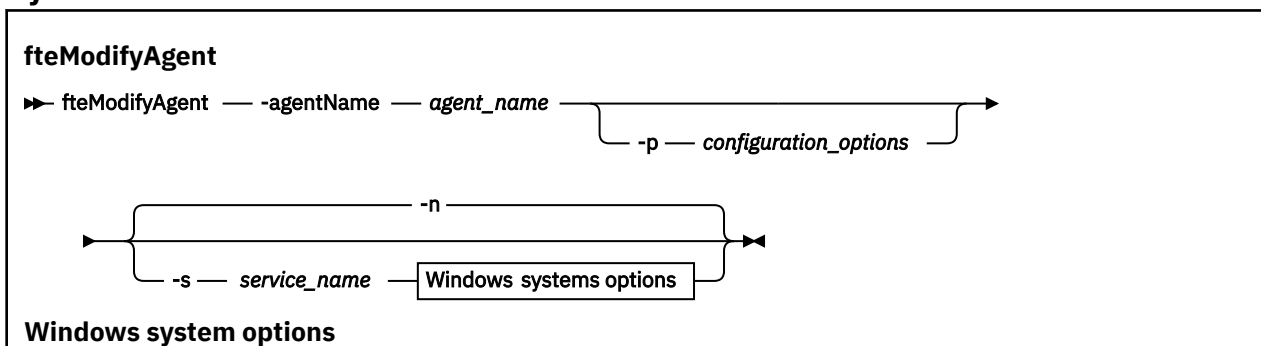 fteModifyAgent
fteModifyAgent -agentName agent_name
-p configuration_options
-n
-s service_name Windows systems options
Windows system options